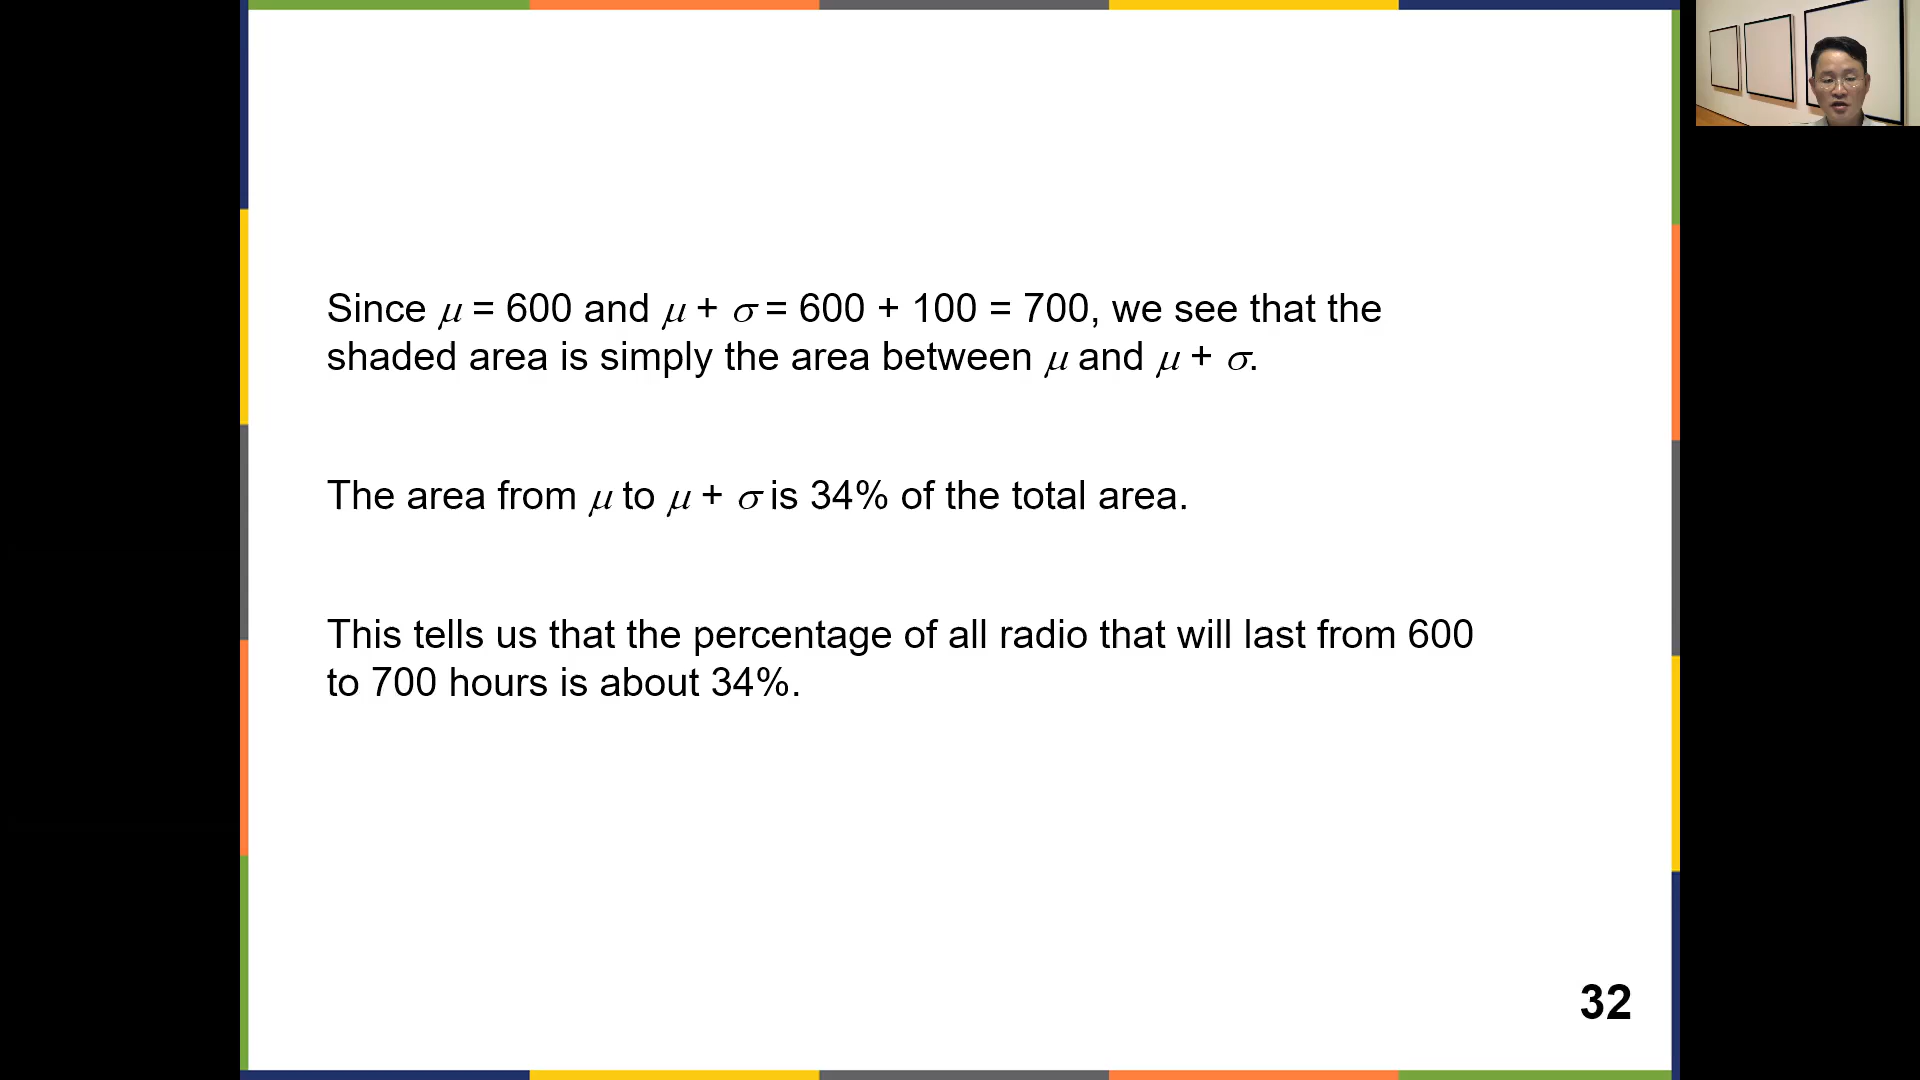 Since μ = 600 and μ + σ = 600 + 100 = 700, we see that the
shaded area is simply the area between μ and μ + σ.
The area from μ to μ + σ is 34% of the total area.
This tells us that the percentage of all radio that will last from 600
to 700 hours is about 34%.
32